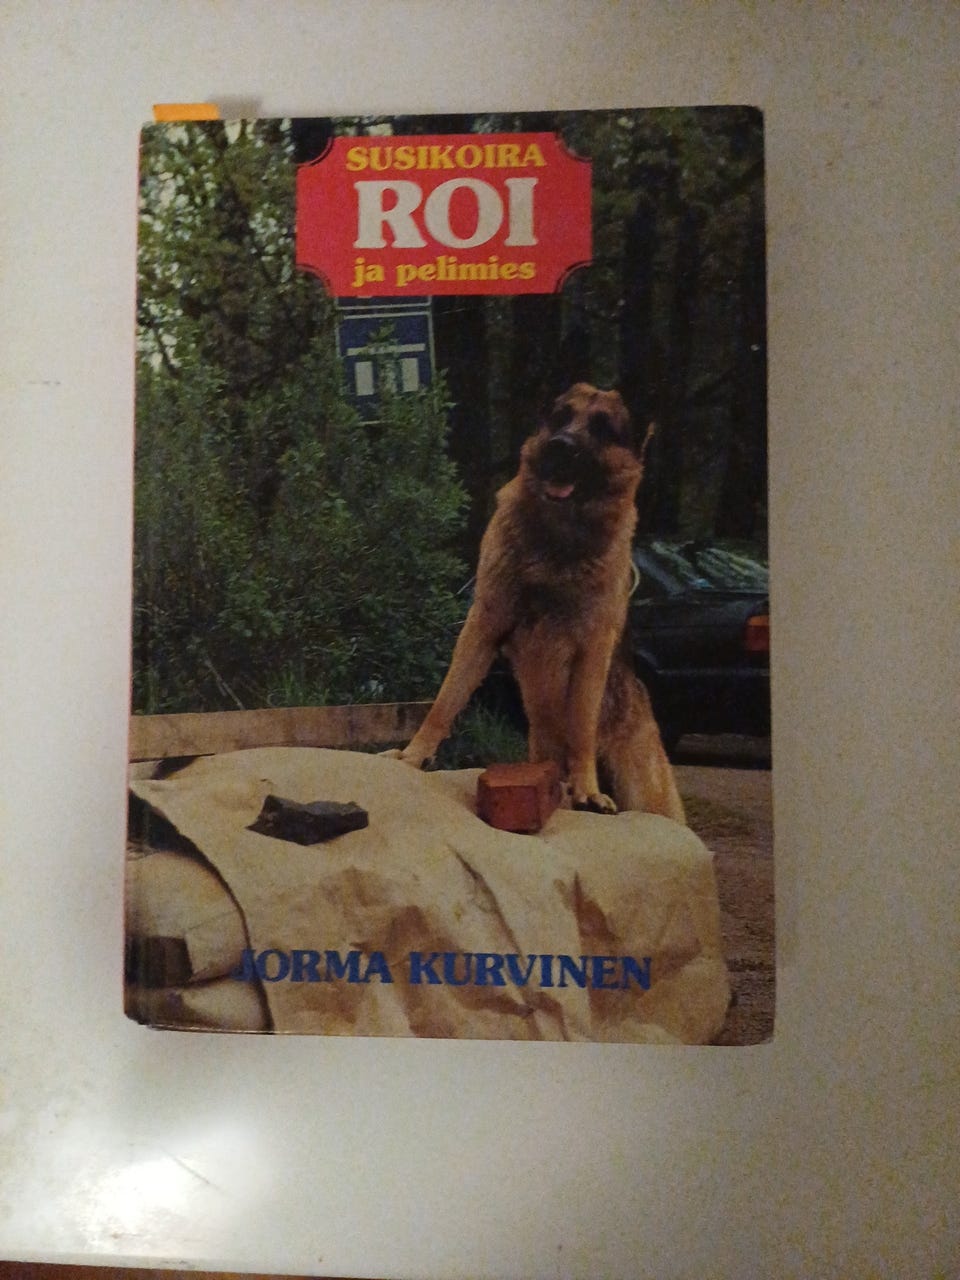 SUSIKOIRA
ROI
ja pelimies
JORMA KURVINEN